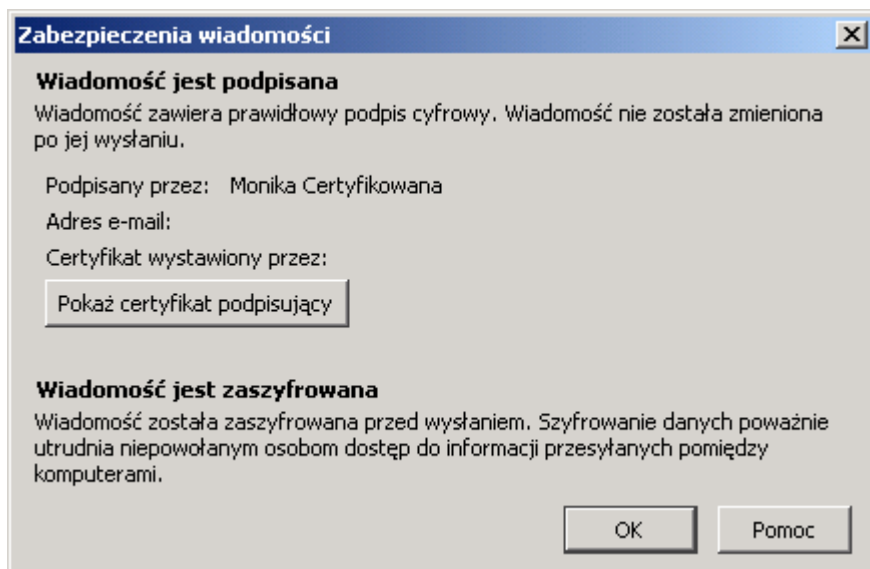 Zabezpieczenia wiadomości
Wiadomość jest podpisana
Wiadomość zawiera prawidłowy podpis cyfrowy. Wiadomość nie została zmieniona
po jej wysłaniu.
Podpisany przez: Monika Certyfikowana
Adres e-mail:
Certyfikat wystawiony przez:
Pokaż certyfikat podpisujący
Wiadomość jest zaszyfrowana
Wiadomość została zaszyfrowana przed wysłaniem. Szyfrowanie danych poważnie
utrudnia niepowołanym osobom dostęp do informacji przesyłanych pomiędzy
komputerami.
OK Pomoc